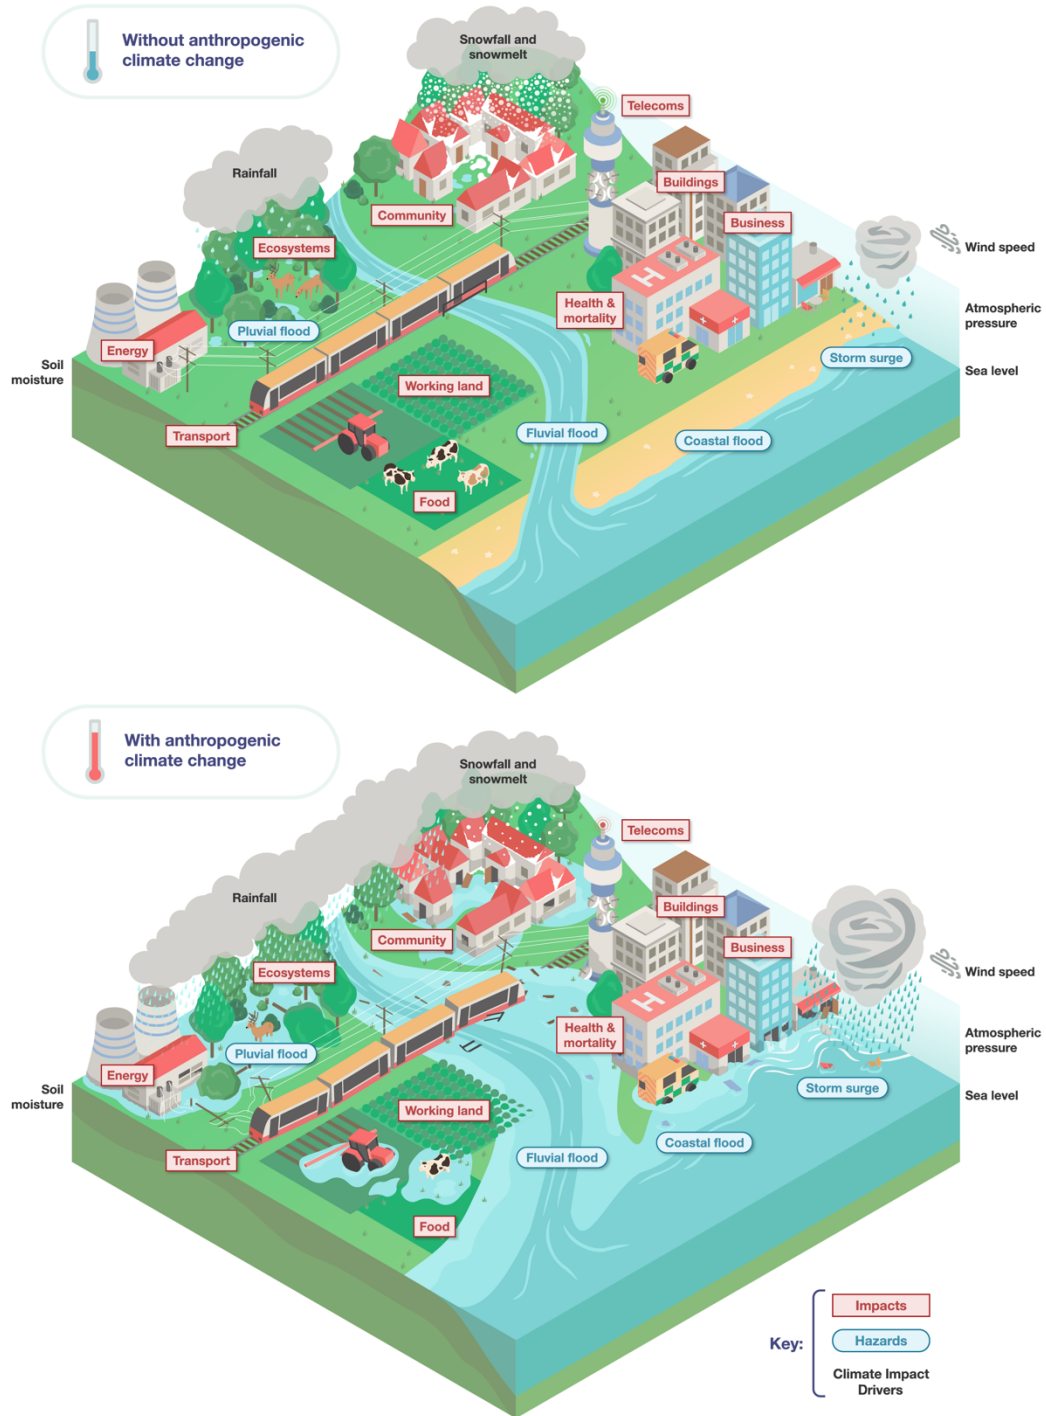 Without anthropogenic
climate change
Snowfall and
snowmelt
Telecoms
Rainfall
Buildings
Community
Business
Ecosystems
Wind speed
Health &
mortality
Atmospheric
pressure
Pluvial flood
Energy
Storm surge
Soil
moisture
Sea level
Working land
Transport
Fluvial flood
Coastal flood
Food
With anthropogenic
climate change
Snowfall and
snowmelt
Telecoms
Rainfall
Buildings
Community
Business
Ecosystems
Wind speed
Health &
mortality
Atmospheric
pressure
Pluvial flood
Energy
Storm surge
Soil
moisture
Sea level
Working land
Coastal flood
Transport
Fluvial flood
Food
Key:
Impacts
Hazards
Climate Impact
Drivers
H
H